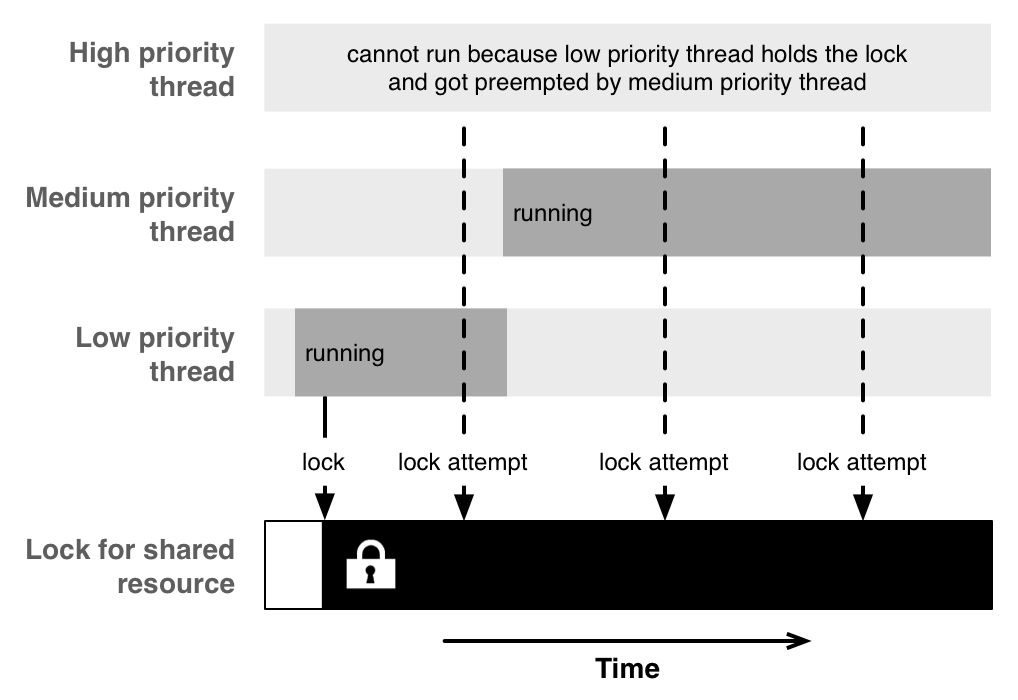 High priority
thread
cannot run because low priority thread holds the lock
and got preempted by medium priority thread
Medium priority
thread
running
Low priority
thread
running
lock
lock attempt
lock attempt
lock attempt
Lock for shared
resource
Time